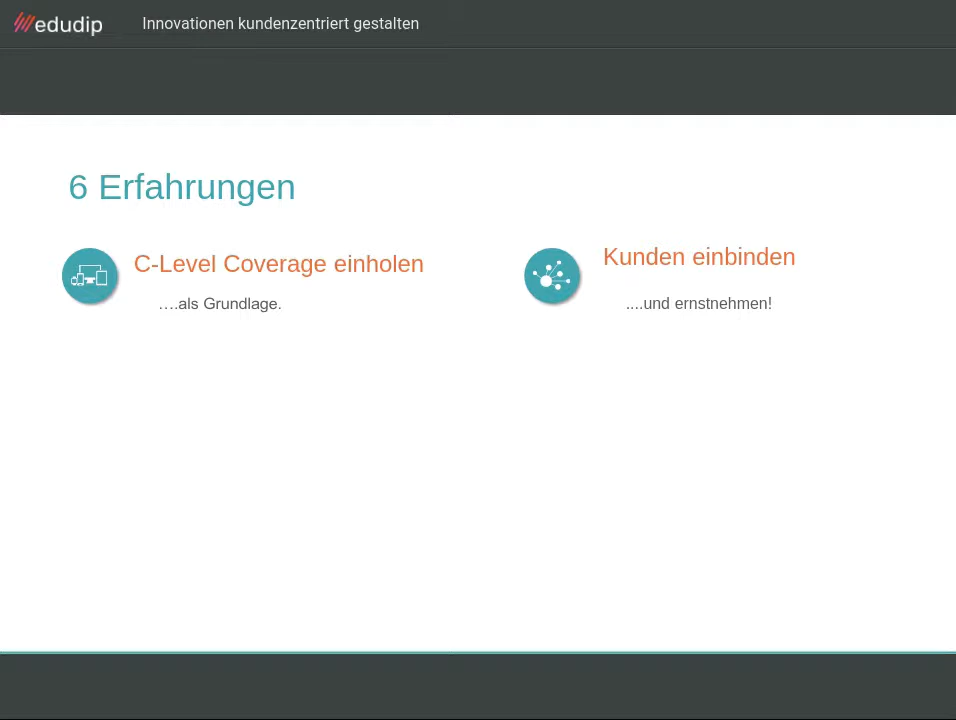 edudip
Innovationen kundenzentriert gestalten
6 Erfahrungen
C-Level Coverage einholen
….als Grundlage.
Kunden einbinden
....und ernstnehmen!